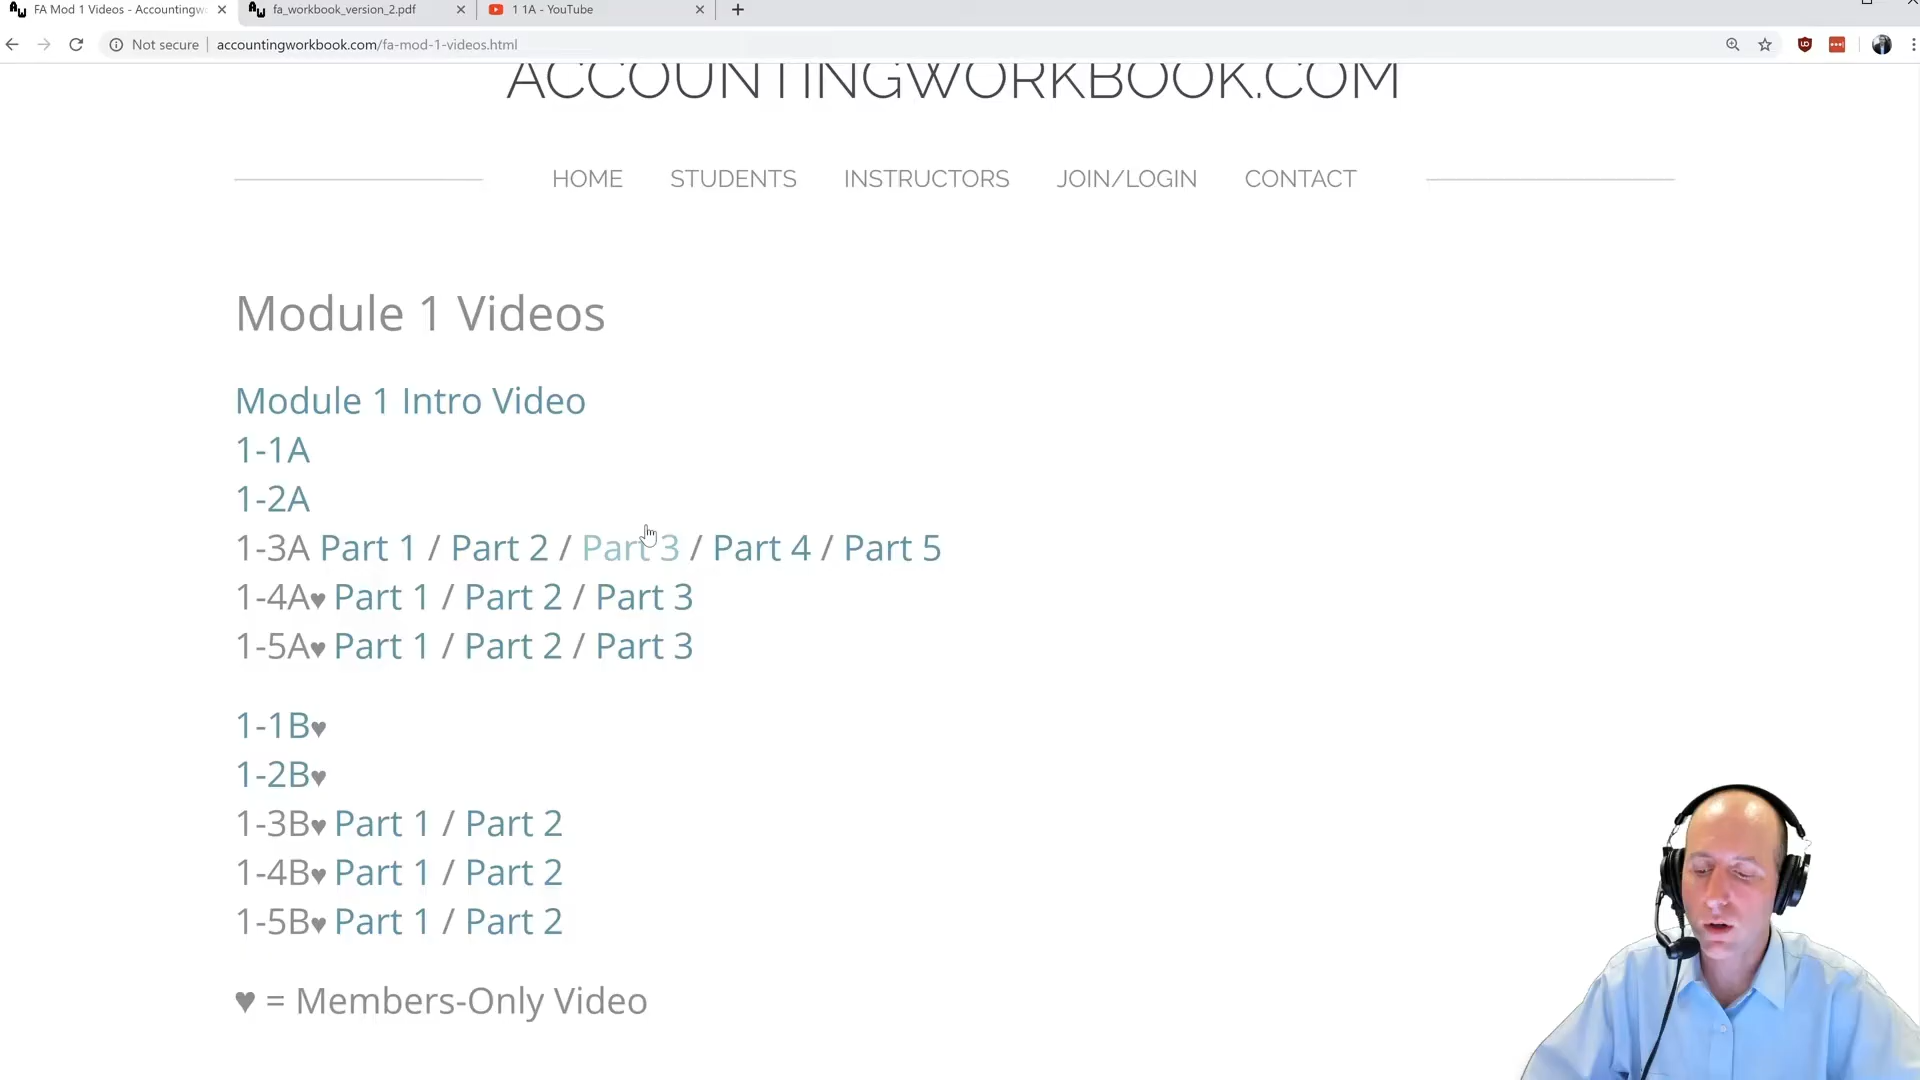 FA Mod 1 Videos - Accountingw
fa_workbook_version_2.pdf
1 1A - YouTube
Not secure
accountingworkbook.com/fa-mod-1-videos.html
ACCOUNTINGWORKBOOK.COM
HOME STUDENTS INSTRUCTORS JOIN/LOGIN CONTACT
Module 1 Videos
Module 1 Intro Video
1-1A
1-2A
1-3A Part 1 / Part 2 / Part 3 / Part 4 / Part 5
1-4A♥ Part 1 / Part 2 / Part 3
1-5A♥ Part 1 / Part 2 / Part 3
1-1B♥
1-2B♥
1-3B♥ Part 1 / Part 2
1-4B♥ Part 1 / Part 2
1-5B♥ Part 1 / Part 2
♥ = Members-Only Video